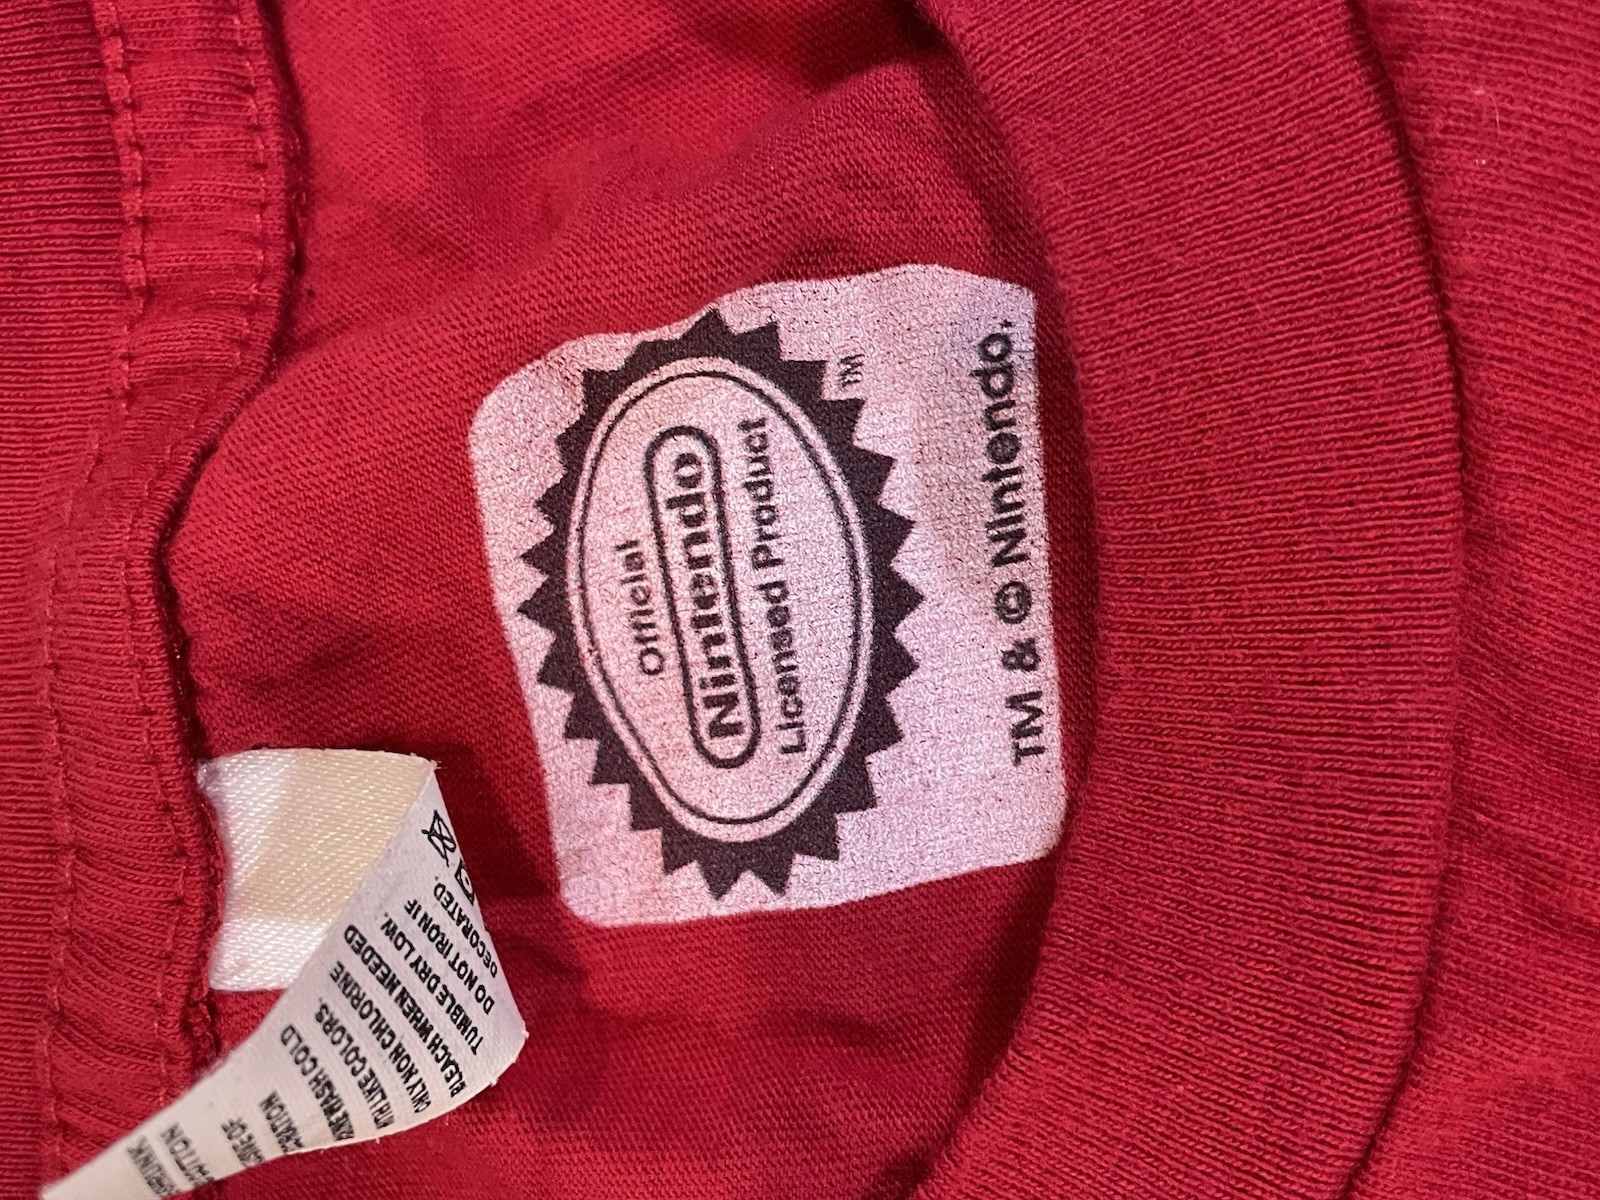 Official
Nintendo
Licensed Product
TM
TM & © Nintendo.
WASH COLD
LIKE COLORS.
ONLY NON CHLORINE
BLEACH WHEN NEEDED
TUMBLE DRY LOW.
DO NOT IRON IF
DECORATED.